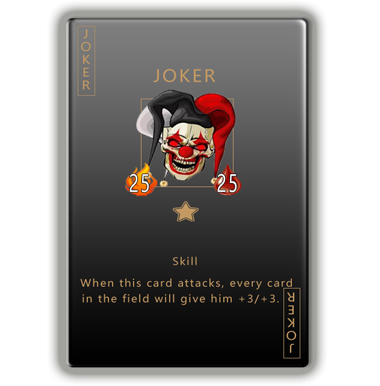 JOKER
JOKER
25 25
Skill
When this card attacks, every card
in the field will give him +3/+3.
JOKER